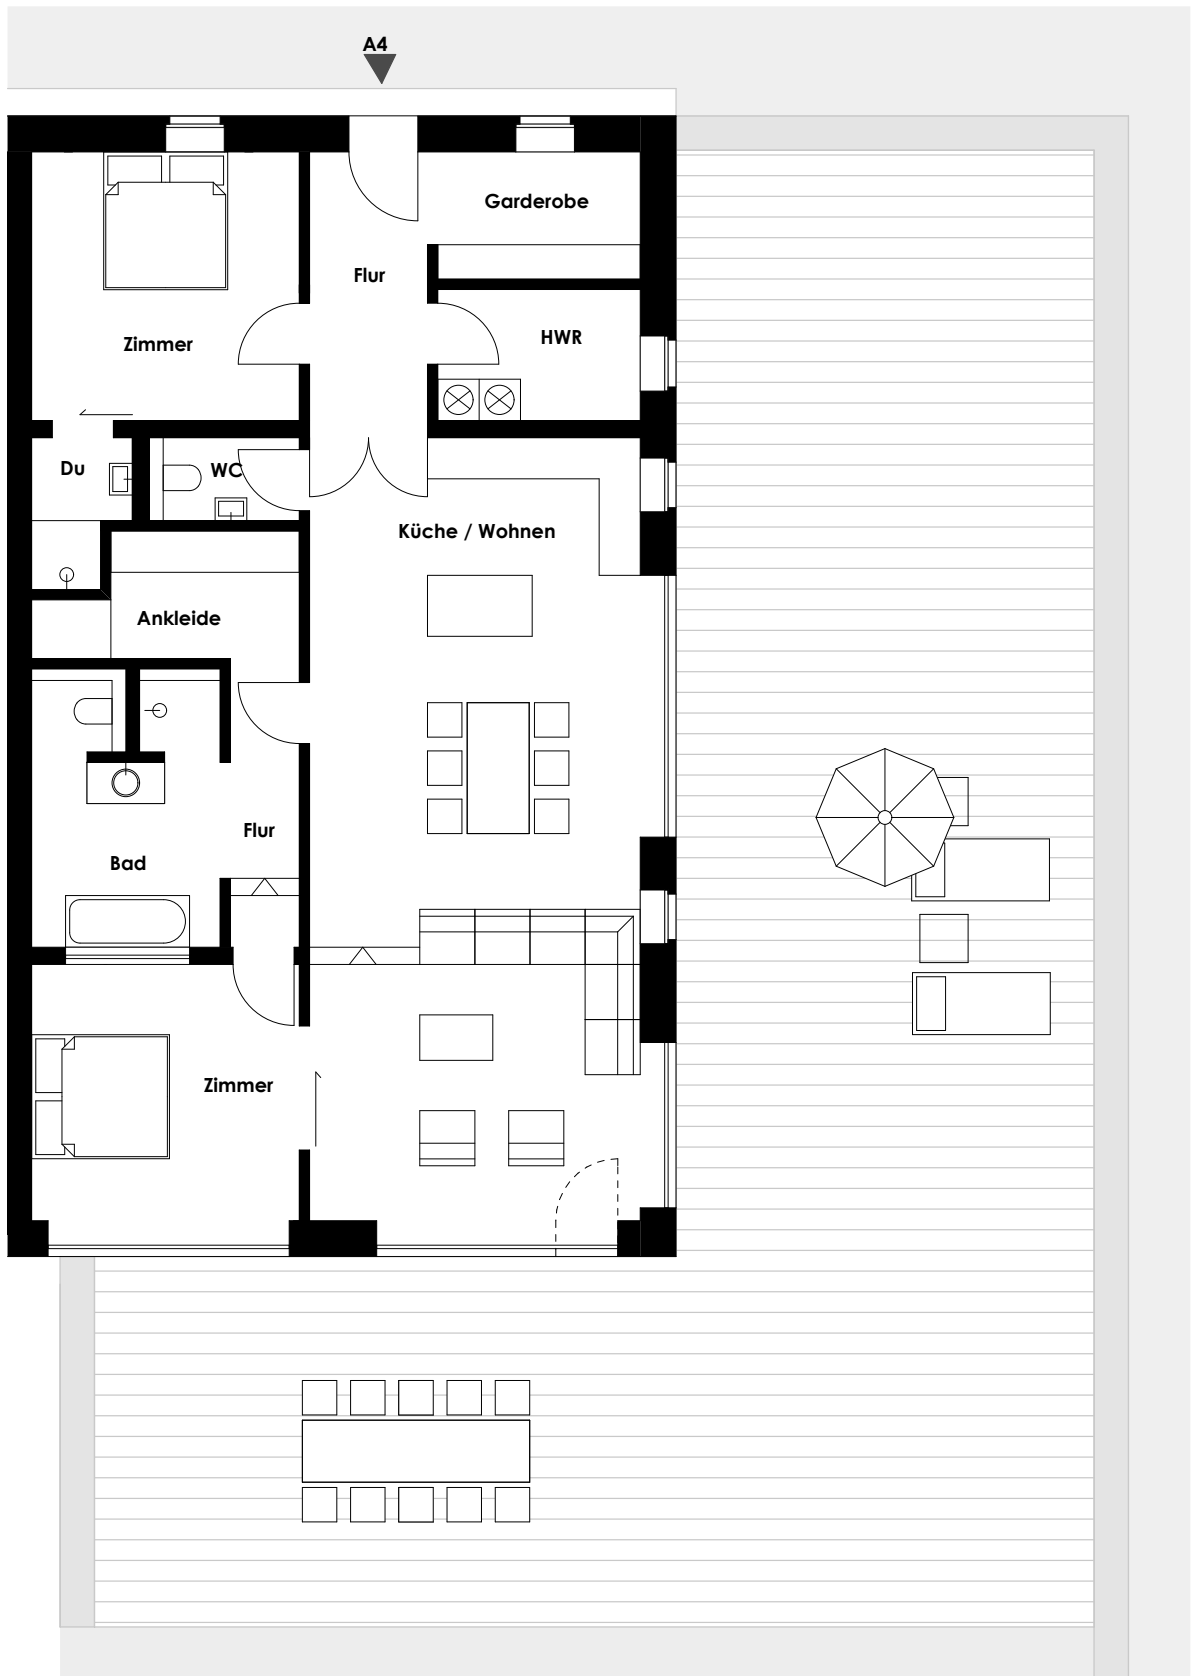 A4
Garderobe
Flur
HWR
Zimmer
Du
WC
Küche / Wohnen
Ankleide
Flur
Bad
Zimmer